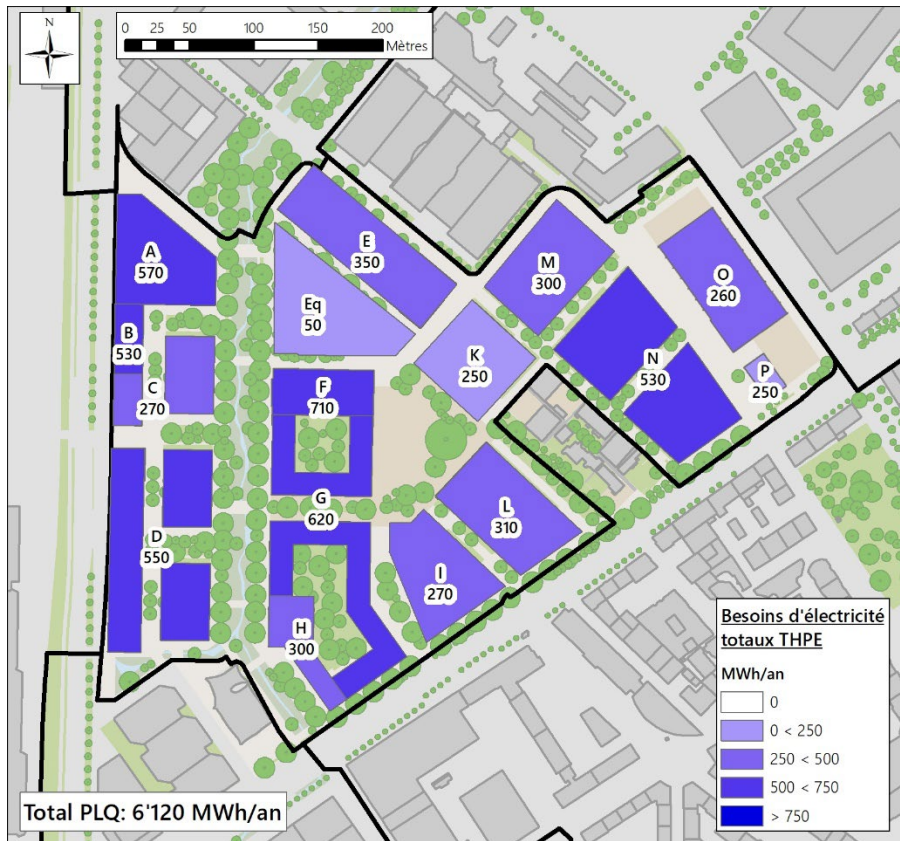 N
0 25 50 100 150 200
Mètres
A
570
B
530
C
270
D
550
E
350
Eq
50
F
710
G
620
H
300
I
270
K
250
L
310
M
300
N
530
O
260
P
250
Besoins d'électricité
totaux THPE
MWh/an
0
0 < 250
250 < 500
500 < 750
> 750
Total PLQ: 6'120 MWh/an